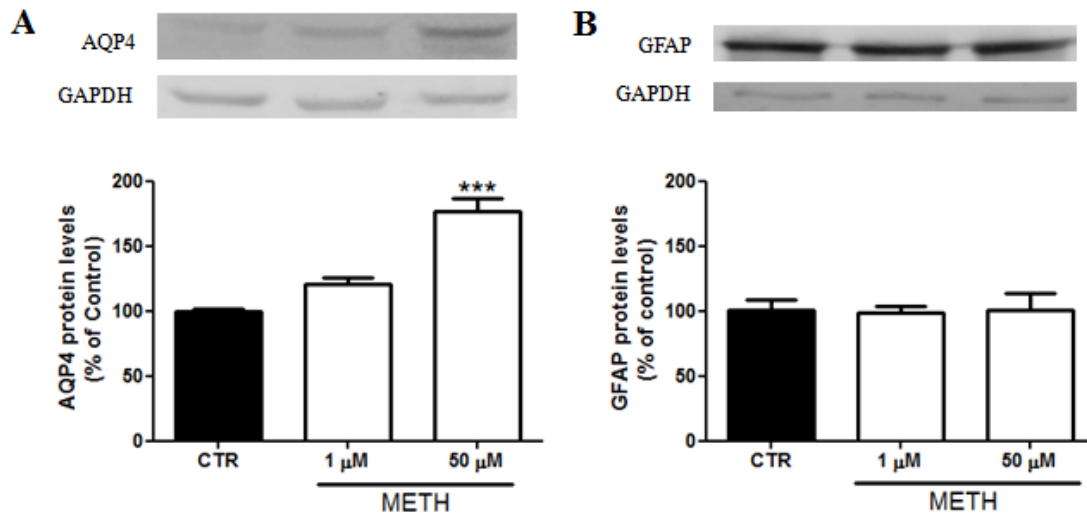 A
AQP4
GAPDH
AQP4 protein levels
(% of Control)
200
150
100
50
0
***
CTR
1 µM
50 µM
METH
B
GFAP
GAPDH
GFAP protein levels
(% of control)
200
150
100
50
0
CTR
1 µM
50 µM
METH